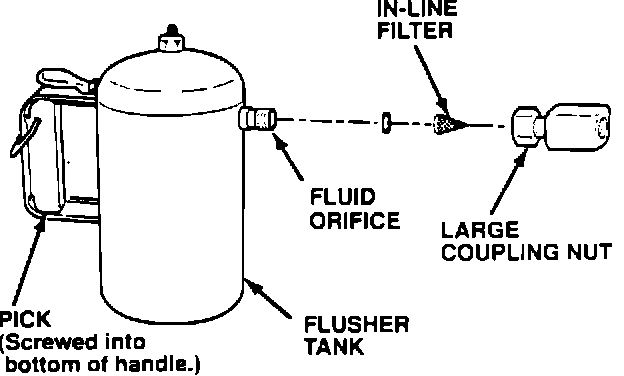 IN-LINE
FILTER
FLUID
ORIFICE
LARGE
COUPLING NUT
PICK
(Screwed into
bottom of handle.)
FLUSHER
TANK